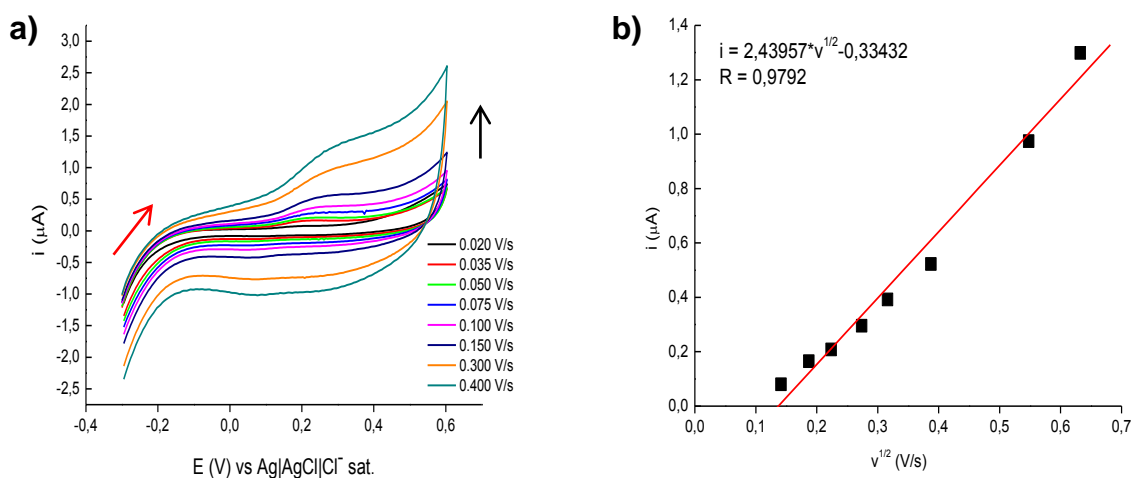 a)
3,0
2,5
2,0
1,5
1,0
0,5
0,0
-0,5
-1,0
-1,5
-2,0
-2,5
i (µA)
0.020 V/s
0.035 V/s
0.050 V/s
0.075 V/s
0.100 V/s
0.150 V/s
0.300 V/s
0.400 V/s
-0,4 -0,2 0,0 0,2 0,4 0,6
E (V) vs Ag|AgCl|Cl⁻ sat.
b)
i = 2,43957*v^1/2-0,33432
R = 0,9792
1,4
1,2
1,0
0,8
0,6
0,4
0,2
0,0
i (µA)
0,0 0,1 0,2 0,3 0,4 0,5 0,6 0,7
v^1/2 (V/s)